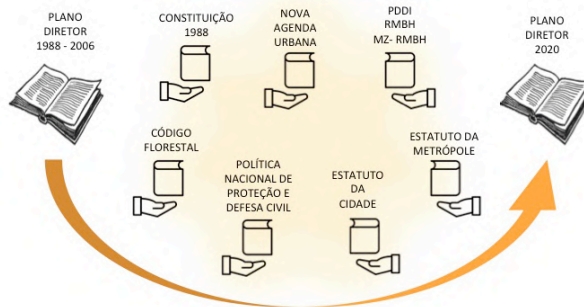 PLANO
DIRETOR
1988 - 2006
CONSTITUIÇÃO
1988
NOVA
AGENDA
URBANA
PDDI
RMBH
MZ- RMBH
PLANO
DIRETOR
2020
CÓDIGO
FLORESTAL
POLÍTICA
NACIONAL DE
PROTEÇÃO E
DEFESA CIVIL
ESTATUTO
DA
CIDADE
ESTATUTO DA
METRÓPOLE